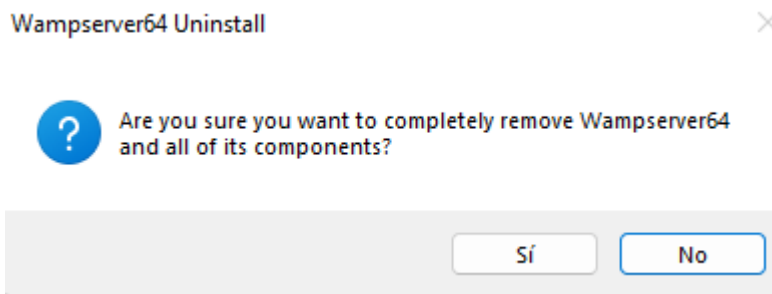 Wampserver64 Uninstall
Are you sure you want to completely remove Wampserver64
and all of its components?
Sí
No